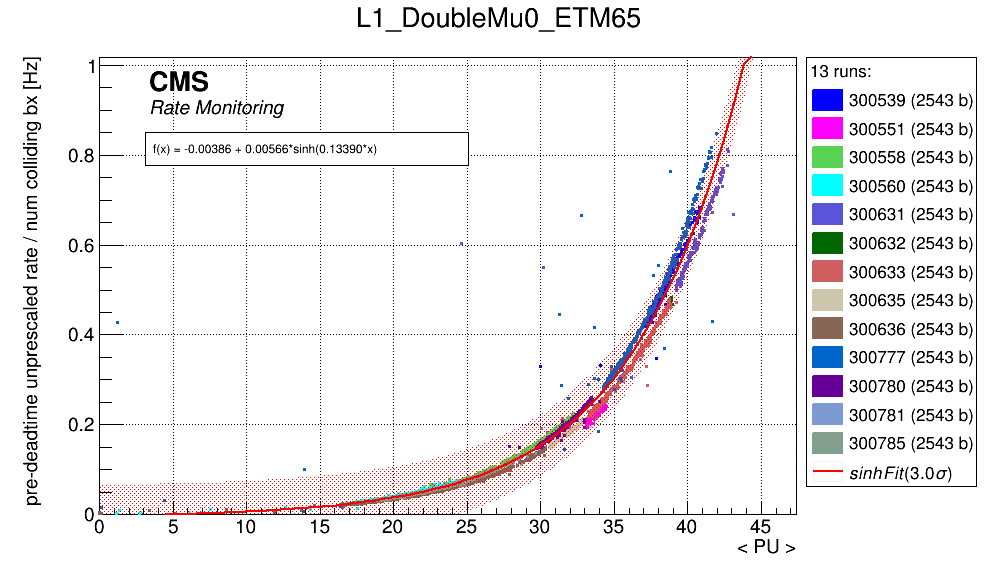 L1_DoubleMu0_ETM65
pre-deadtime unprescaled rate / num colliding bx [Hz]
CMS
Rate Monitoring
f(x) = -0.00386 + 0.00566*sinh(0.13390*x)
1
0.8
0.6
0.4
0.2
0
0 5 10 15 20 25 30 35 40 45
< PU >
13 runs:
300539 (2543 b)
300551 (2543 b)
300558 (2543 b)
300560 (2543 b)
300631 (2543 b)
300632 (2543 b)
300633 (2543 b)
300635 (2543 b)
300636 (2543 b)
300777 (2543 b)
300780 (2543 b)
300781 (2543 b)
300785 (2543 b)
sinhFit(3.0σ)